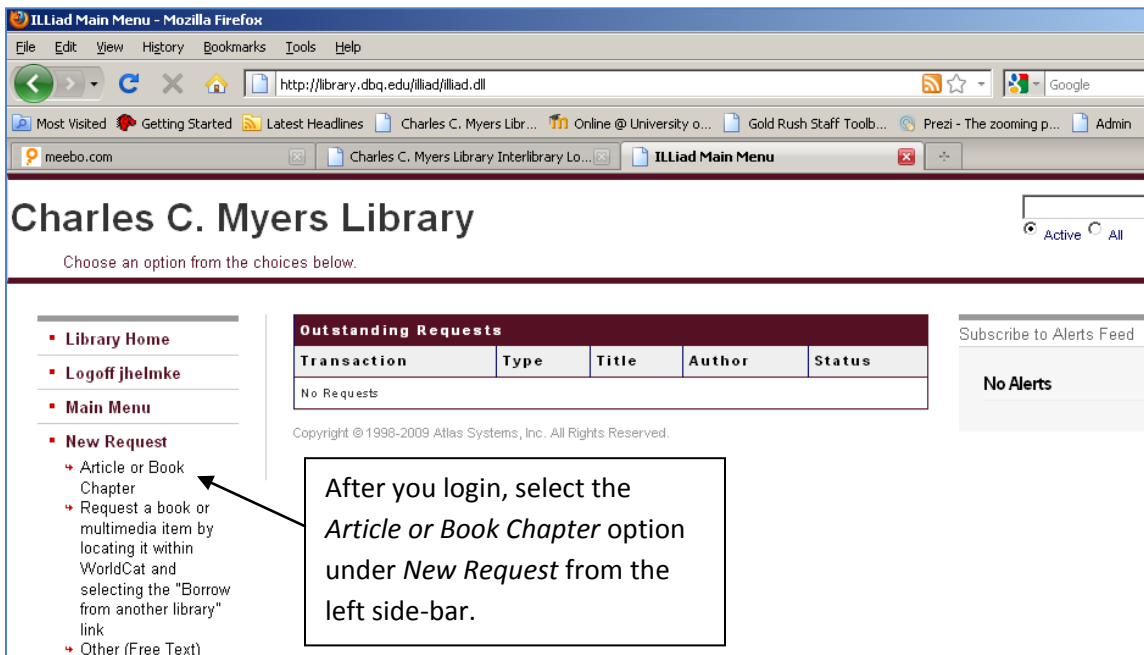 ILLiad Main Menu - Mozilla Firefox
File Edit View History Bookmarks Tools Help
http://library.dbq.edu/illiad/illiad.dll
Google
Most Visited Getting Started Latest Headlines Charles C. Myers Libr... Online @ University o... Gold Rush Staff Toolb... Prezi - The zooming p... Admin
meebo.com Charles C. Myers Library Interlibrary Lo... ILLiad Main Menu
Charles C. Myers Library
Active All
Choose an option from the choices below.
Library Home
Logoff jhelmke
Main Menu
New Request
Article or Book
Chapter
Request a book or
multimedia item by
locating it within
WorldCat and
selecting the "Borrow
from another library"
link
Other (Free Text)
Outstanding Requests
Transaction Type Title Author Status
No Requests
Copyright © 1998-2009 Atlas Systems, Inc. All Rights Reserved.
After you login, select the
Article or Book Chapter option
under New Request from the
left side-bar.
Subscribe to Alerts Feed
No Alerts